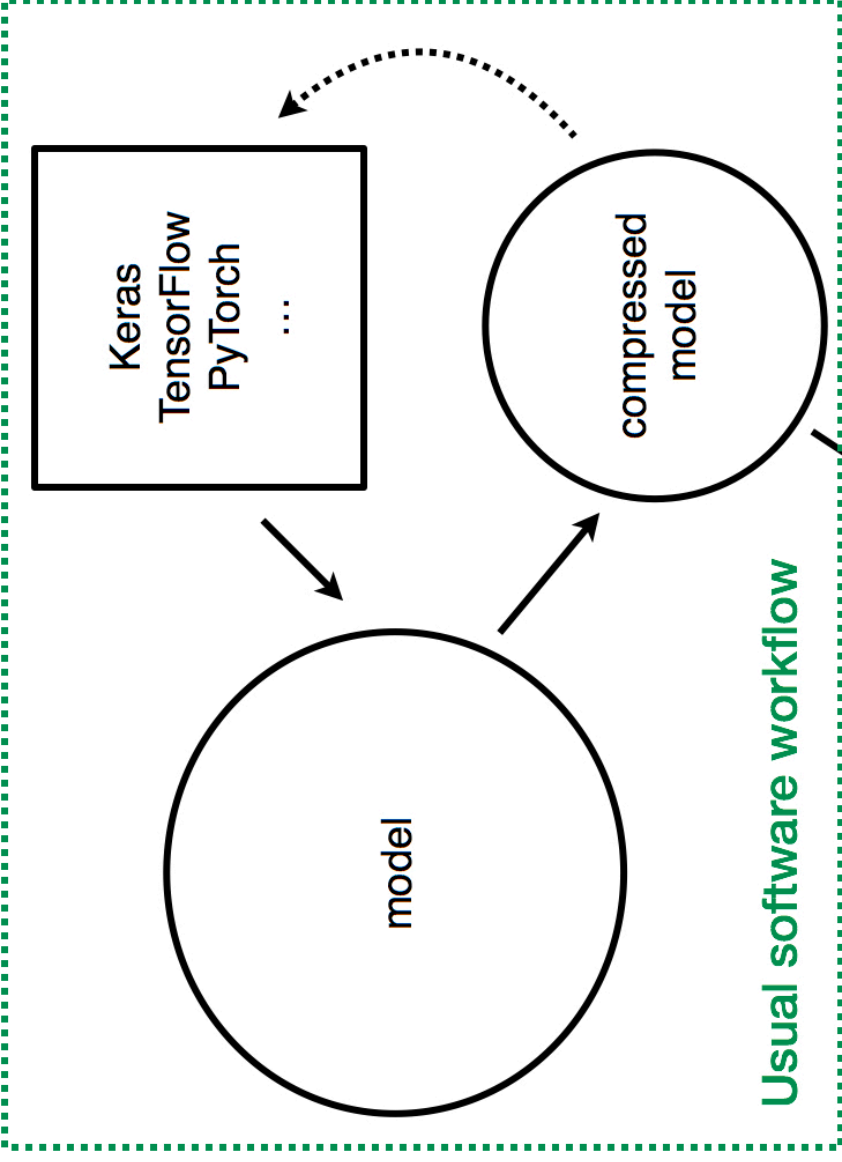 Keras
TensorFlow
PyTorch
...
compressed
model
model
Usual software workflow